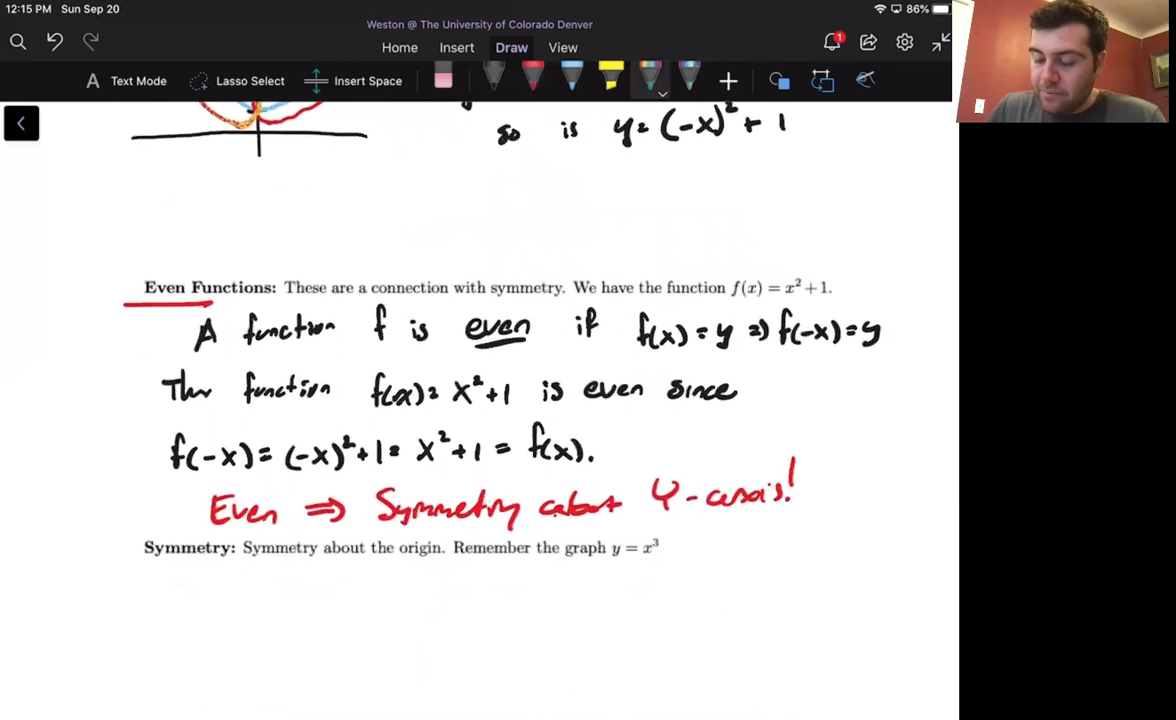 12:15 PM Sun Sep 20
86%
Weston @ The University of Colorado Denver
Home Insert Draw View
1
A Text Mode Lasso Select Insert Space
so is y = (-x)² + 1
Even Functions: These are a connection with symmetry. We have the function f(x) = x² + 1.
A function f is even if f(x) = y ⇒ f(-x) = y
The function f(x) = x² + 1 is even since
f(-x) = (-x)² + 1 = x² + 1 = f(x).
Even ⇒ Symmetry about Y-axis!
Symmetry: Symmetry about the origin. Remember the graph y = x³